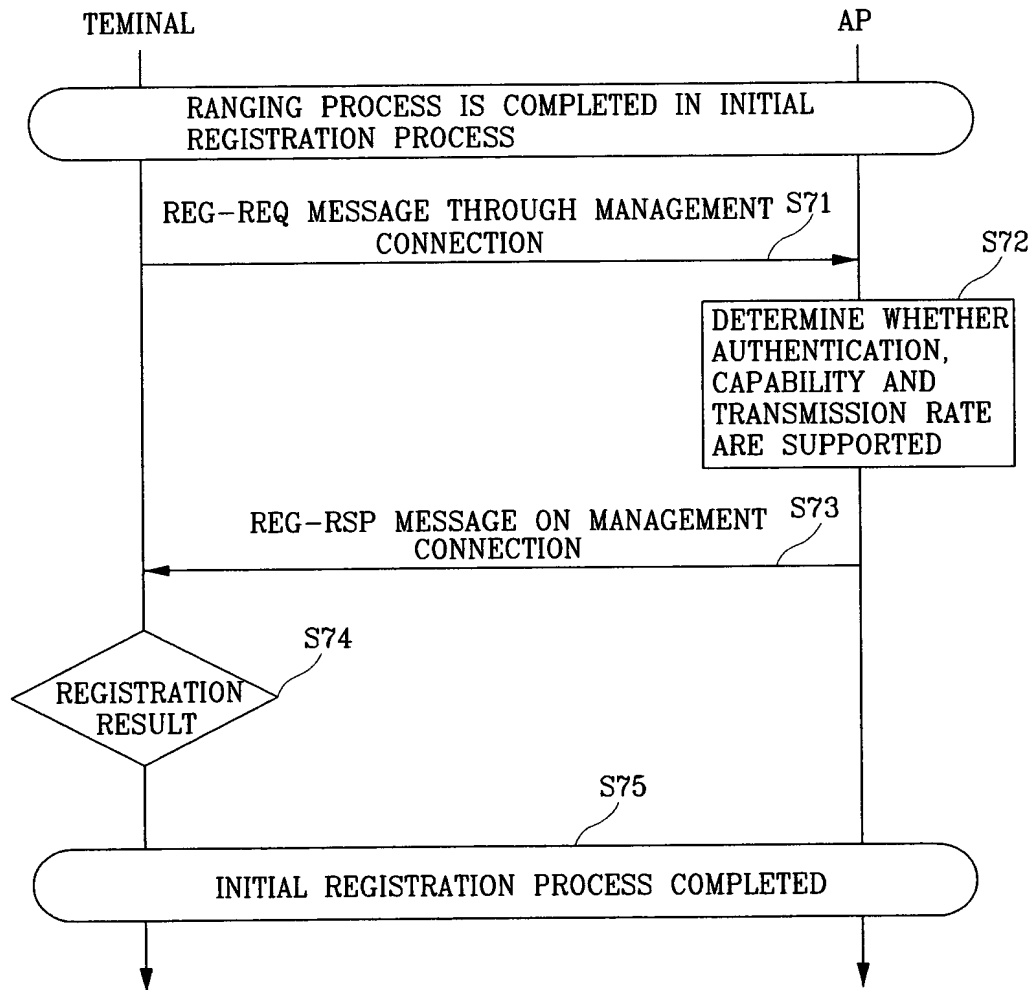 TEMINAL
AP
RANGING PROCESS IS COMPLETED IN INITIAL
REGISTRATION PROCESS
REG-REQ MESSAGE THROUGH MANAGEMENT
CONNECTION
S71
S72
DETERMINE WHETHER
AUTHENTICATION,
CAPABILITY AND
TRANSMISSION RATE
ARE SUPPORTED
REG-RSP MESSAGE ON MANAGEMENT
CONNECTION
S73
S74
REGISTRATION
RESULT
S75
INITIAL REGISTRATION PROCESS COMPLETED